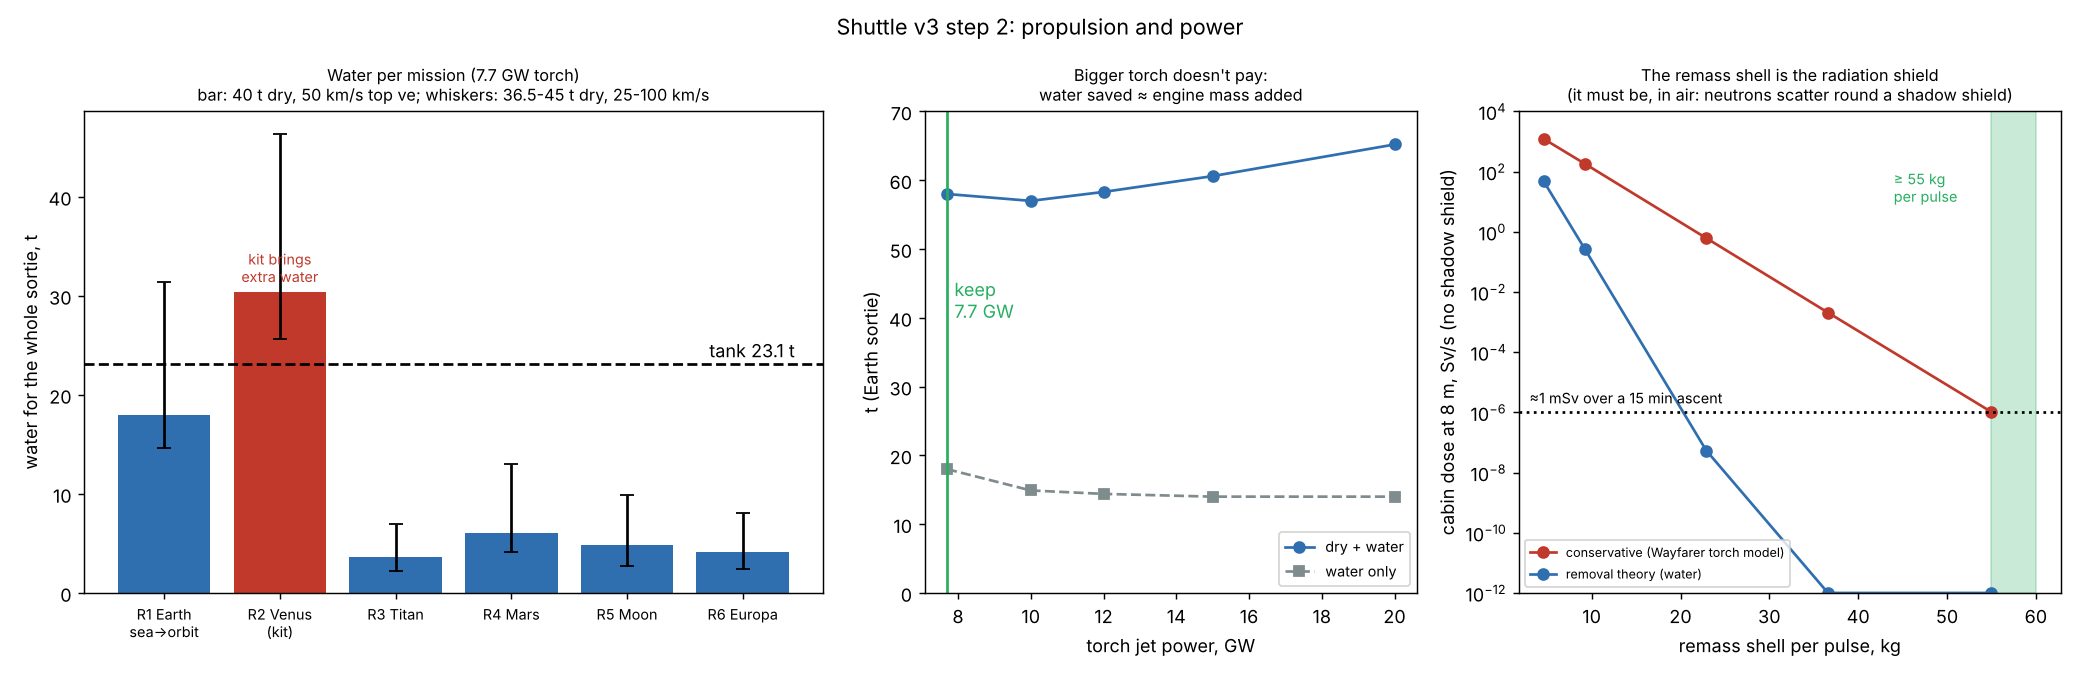 Shuttle v3 step 2: propulsion and power
Water per mission (7.7 GW torch)
bar: 40 t dry, 50 km/s top ve; whiskers: 36.5-45 t dry, 25-100 km/s
water for the whole sortie, t
40
30
20
10
0
kit brings
extra water
tank 23.1 t
R1 Earth
sea→orbit
R2 Venus
(kit)
R3 Titan
R4 Mars
R5 Moon
R6 Europa
Bigger torch doesn't pay:
water saved ≈ engine mass added
t (Earth sortie)
70
60
50
40
30
20
10
0
keep
7.7 GW
dry + water
water only
8 10 12 14 16 18 20
torch jet power, GW
The remass shell is the radiation shield
(it must be, in air: neutrons scatter round a shadow shield)
cabin dose at 8 m, Sv/s (no shadow shield)
10⁴
10²
10⁰
10⁻²
10⁻⁴
10⁻⁶
10⁻⁸
10⁻¹⁰
10⁻¹²
≥ 55 kg
per pulse
≈1 mSv over a 15 min ascent
conservative (Wayfarer torch model)
removal theory (water)
10 20 30 40 50 60
remass shell per pulse, kg